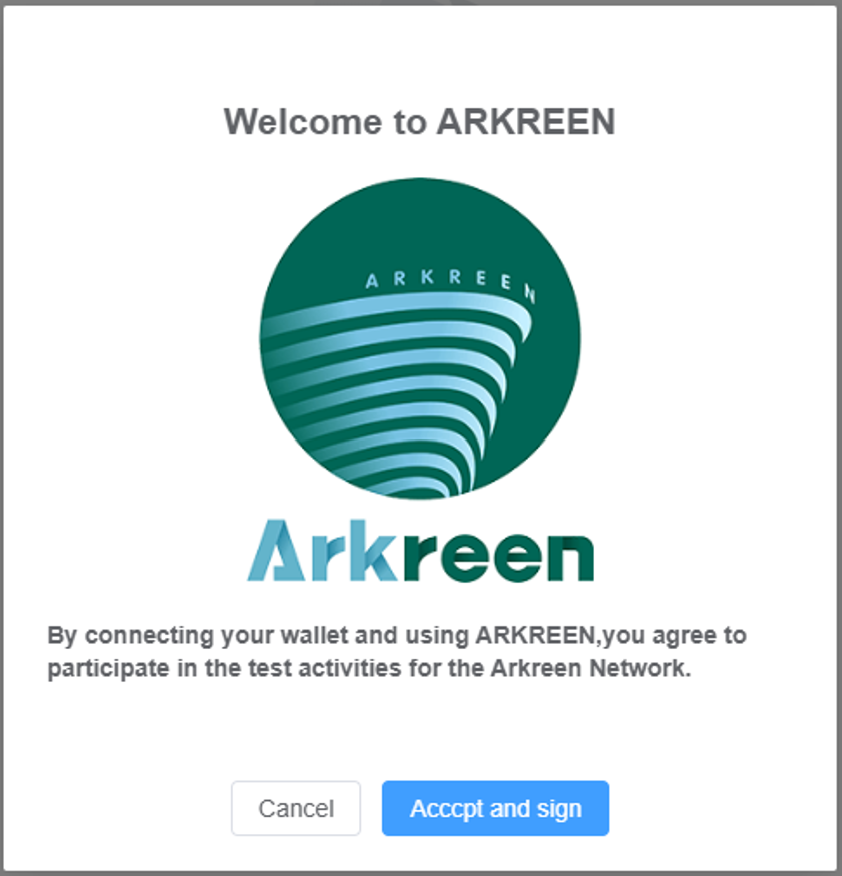 Welcome to ARKREEN
ARKREEN
Arkreen
By connecting your wallet and using ARKREEN,you agree to
participate in the test activities for the Arkreen Network.
Cancel
Acccpt and sign